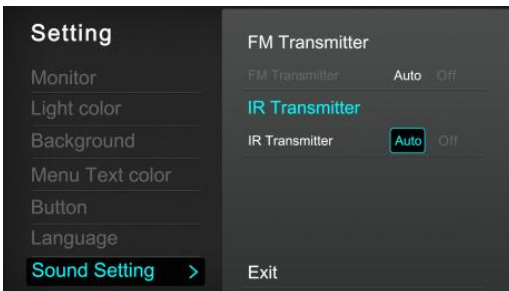 Setting
Monitor
Light color
Background
Menu Text color
Button
Language
Sound Setting >
FM Transmitter
FM Transmitter Auto Off
IR Transmitter
IR Transmitter Auto Off
Exit